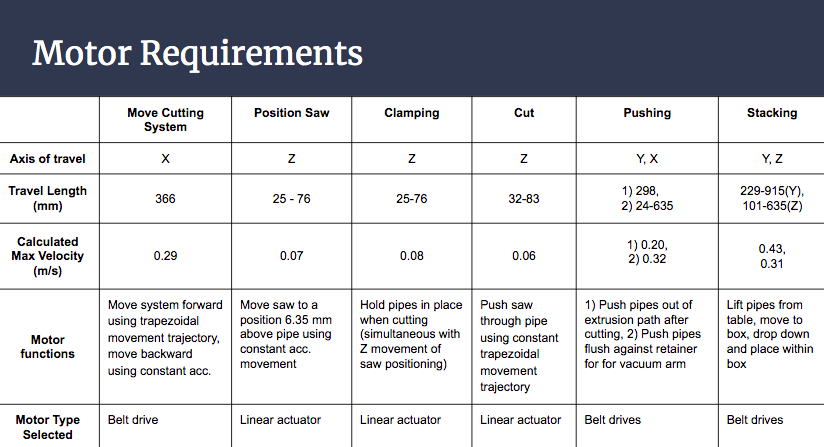 Motor Requirements
Move Cutting System
Position Saw
Clamping
Cut
Pushing
Stacking
Axis of travel
X
Z
Z
Z
Y, X
Y, Z
Travel Length (mm)
366
25 - 76
25-76
32-83
1) 298,
2) 24-635
229-915(Y),
101-635(Z)
Calculated Max Velocity (m/s)
0.29
0.07
0.08
0.06
1) 0.20,
2) 0.32
0.43,
0.31
Motor functions
Move system forward
using trapezoidal
movement trajectory,
move backward
using constant acc.
Move saw to a
position 6.35 mm
above pipe using
constant acc.
movement
Hold pipes in place
when cutting
(simultaneous with
Z movement of
saw positioning)
Push saw
through pipe
using constant
trapezoidal
movement
trajectory
1) Push pipes out of
extrusion path after
cutting, 2) Push pipes
flush against retainer
for for vacuum arm
Lift pipes from
table, move to
box, drop down
and place within
box
Motor Type Selected
Belt drive
Linear actuator
Linear actuator
Linear actuator
Belt drives
Belt drives